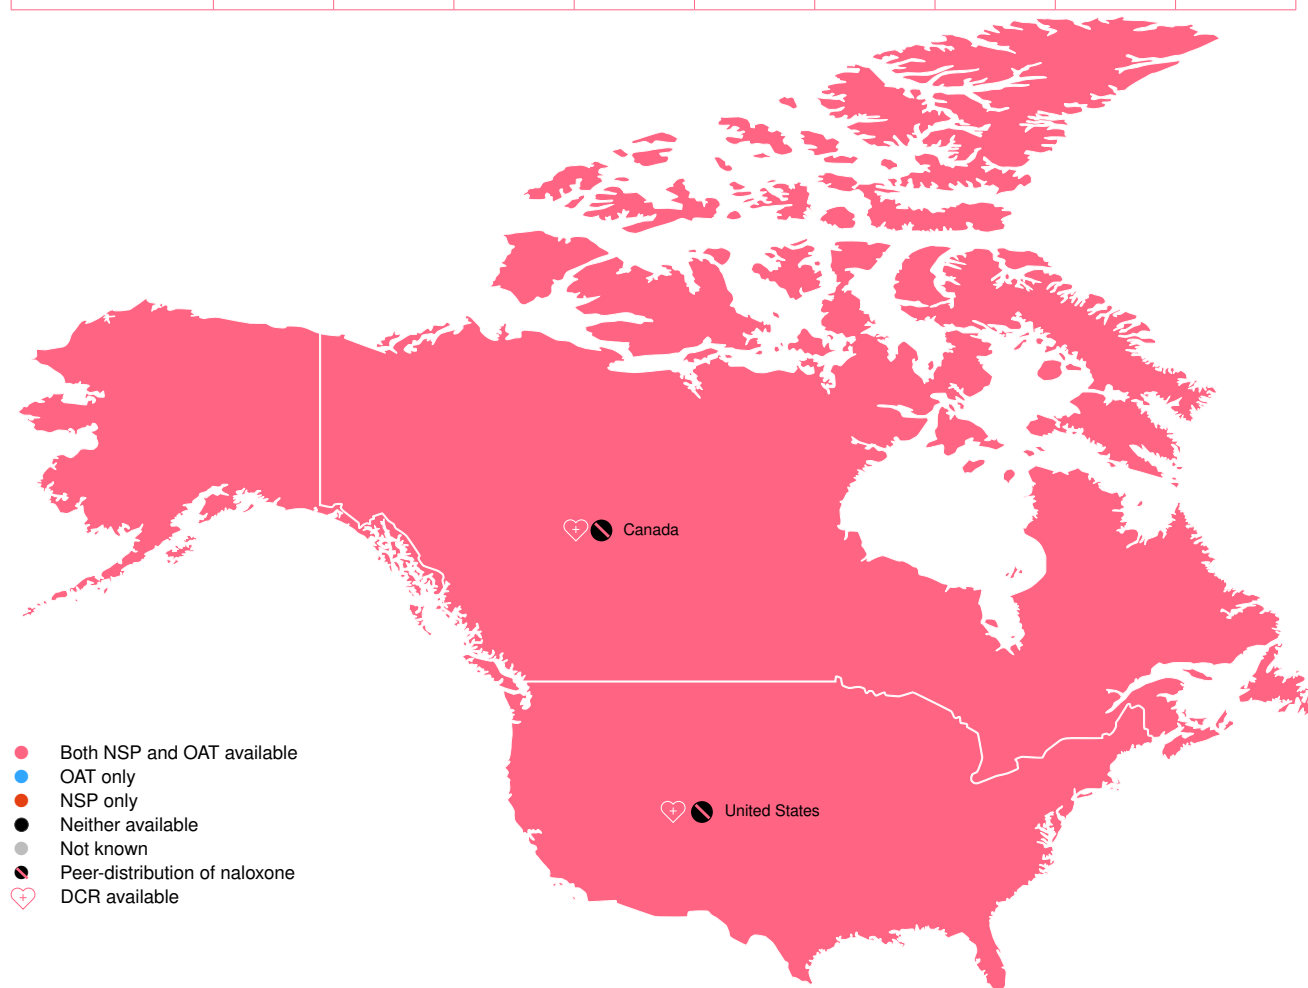 Canada
United States
Both NSP and OAT available
OAT only
NSP only
Neither available
Not known
Peer-distribution of naloxone
DCR available